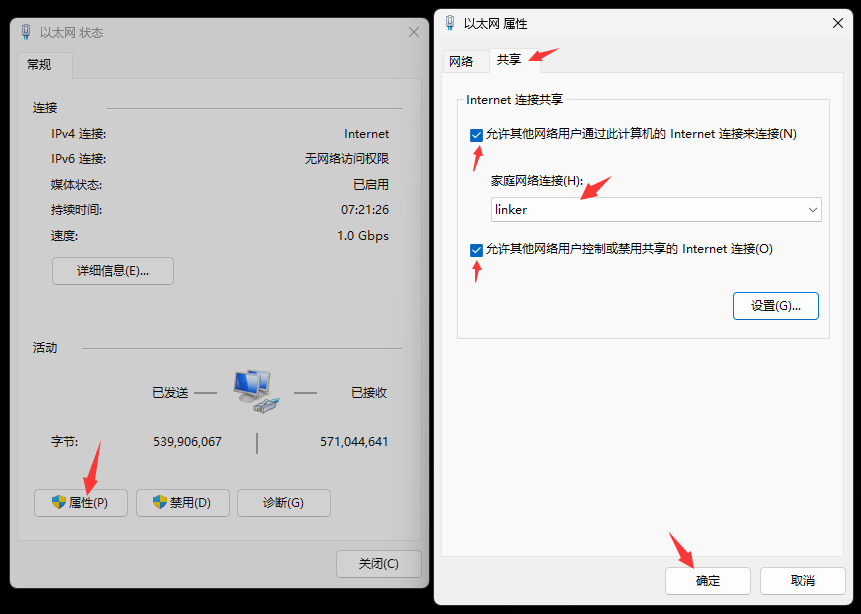 以太网 状态
常规
连接
IPv4 连接: Internet
IPv6 连接: 无网络访问权限
媒体状态: 已启用
持续时间: 07:21:26
速度: 1.0 Gbps
详细信息(E)...
活动
已发送 已接收
字节: 539,906,067 571,044,641
属性(P) 禁用(D) 诊断(G)
关闭(C)
以太网 属性
网络 共享
Internet 连接共享
允许其他网络用户通过此计算机的 Internet 连接来连接(N)
家庭网络连接(H):
linker
允许其他网络用户控制或禁用共享的 Internet 连接(O)
设置(G)...
确定 取消